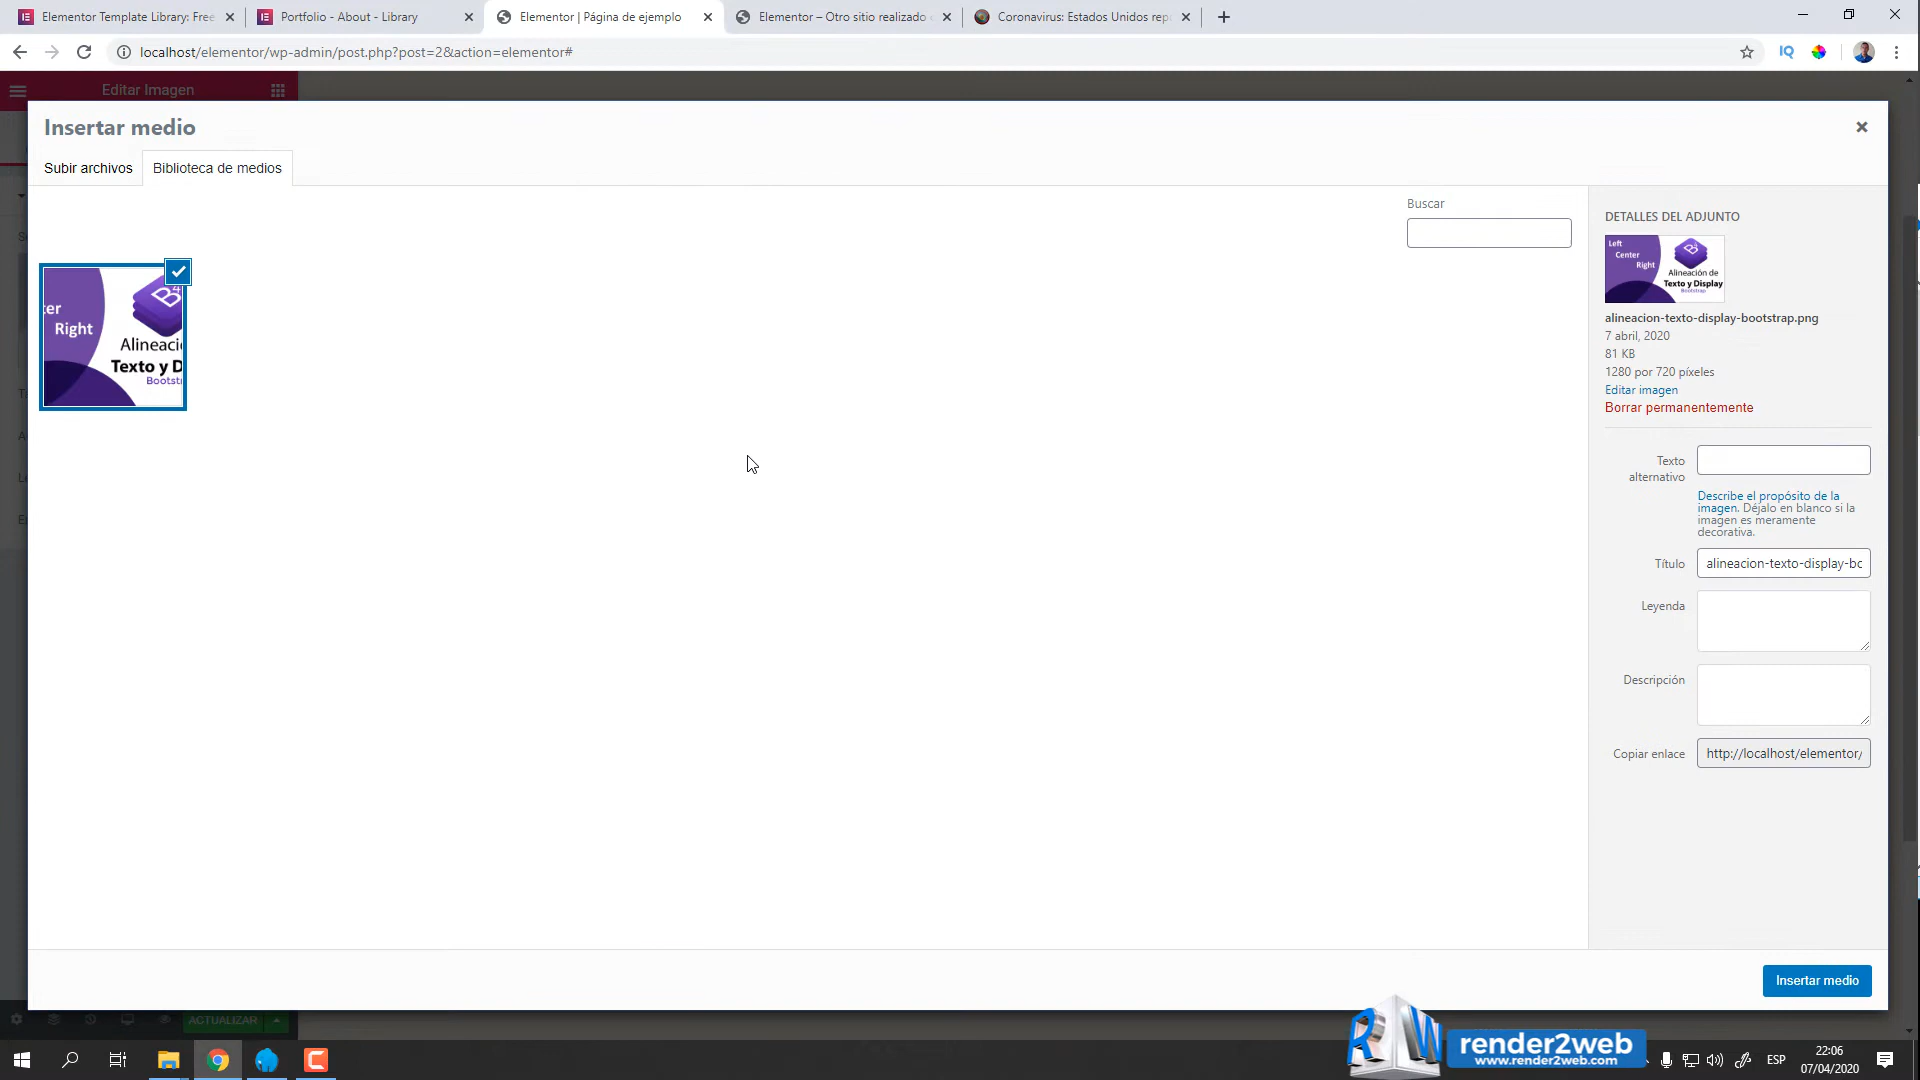 Elementor Template Library: Free
Portfolio - About - Library
Elementor | Página de ejemplo
Elementor – Otro sitio realizado
Coronavirus: Estados Unidos rep
localhost/elementor/wp-admin/post.php?post=2&action=elementor#
Editar Imagen
Insertar medio
Subir archivos
Biblioteca de medios
Buscar
Right
Alineaci
Texto y D
Bootst
DETALLES DEL ADJUNTO
Left
Center
Right
Alineación de
Texto y Display
Bootstrap
alineacion-texto-display-bootstrap.png
7 abril, 2020
81 KB
1280 por 720 píxeles
Editar imagen
Borrar permanentemente
Texto
alternativo
Describe el propósito de la
imagen. Déjalo en blanco si la
imagen es meramente
decorativa.
Título
alineacion-texto-display-bo
Leyenda
Descripción
Copiar enlace
http://localhost/elementor/
Insertar medio
ACTUALIZAR
render2web
www.render2web.com
ESP
22:06
07/04/2020